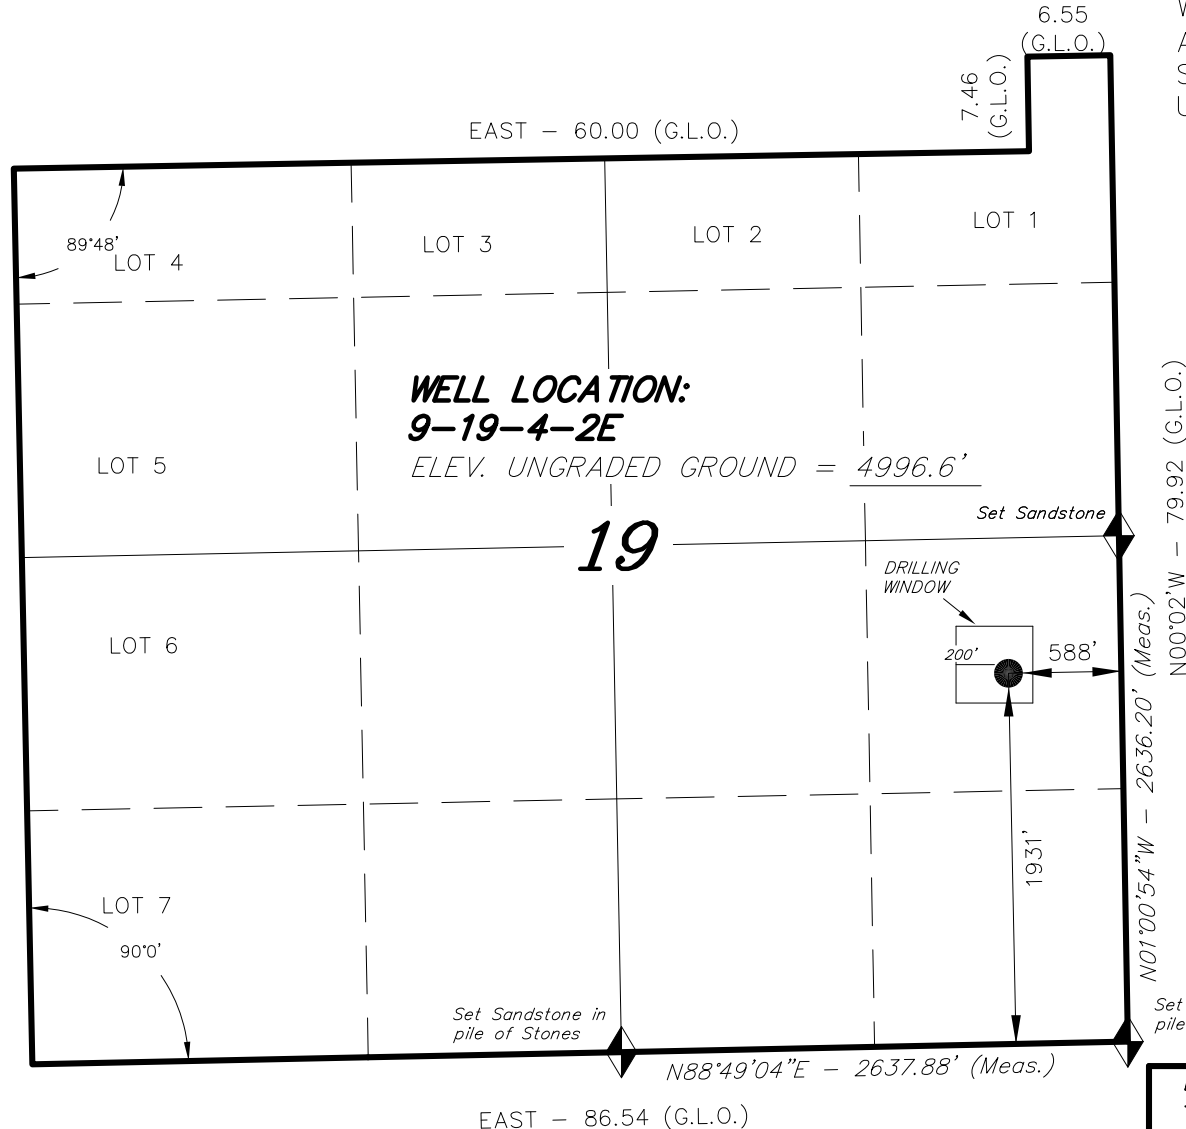 6.55
(G.L.O.)
7.46
(G.L.O.)
EAST – 60.00 (G.L.O.)
89°48'
LOT 4
LOT 3
LOT 2
LOT 1
WELL LOCATION:
9–19–4–2E
ELEV. UNGRADED GROUND = 4996.6'
LOT 5
Set Sandstone
19
N00°02'W – 79.92 (G.L.O.)
DRILLING
WINDOW
200'
588'
LOT 6
N01°00'54"W – 2636.20' (Meas.)
1931'
LOT 7
90°0'
Set Sandstone in
pile of Stones
Set
pile
N88°49'04"E – 2637.88' (Meas.)
EAST – 86.54 (G.L.O.)